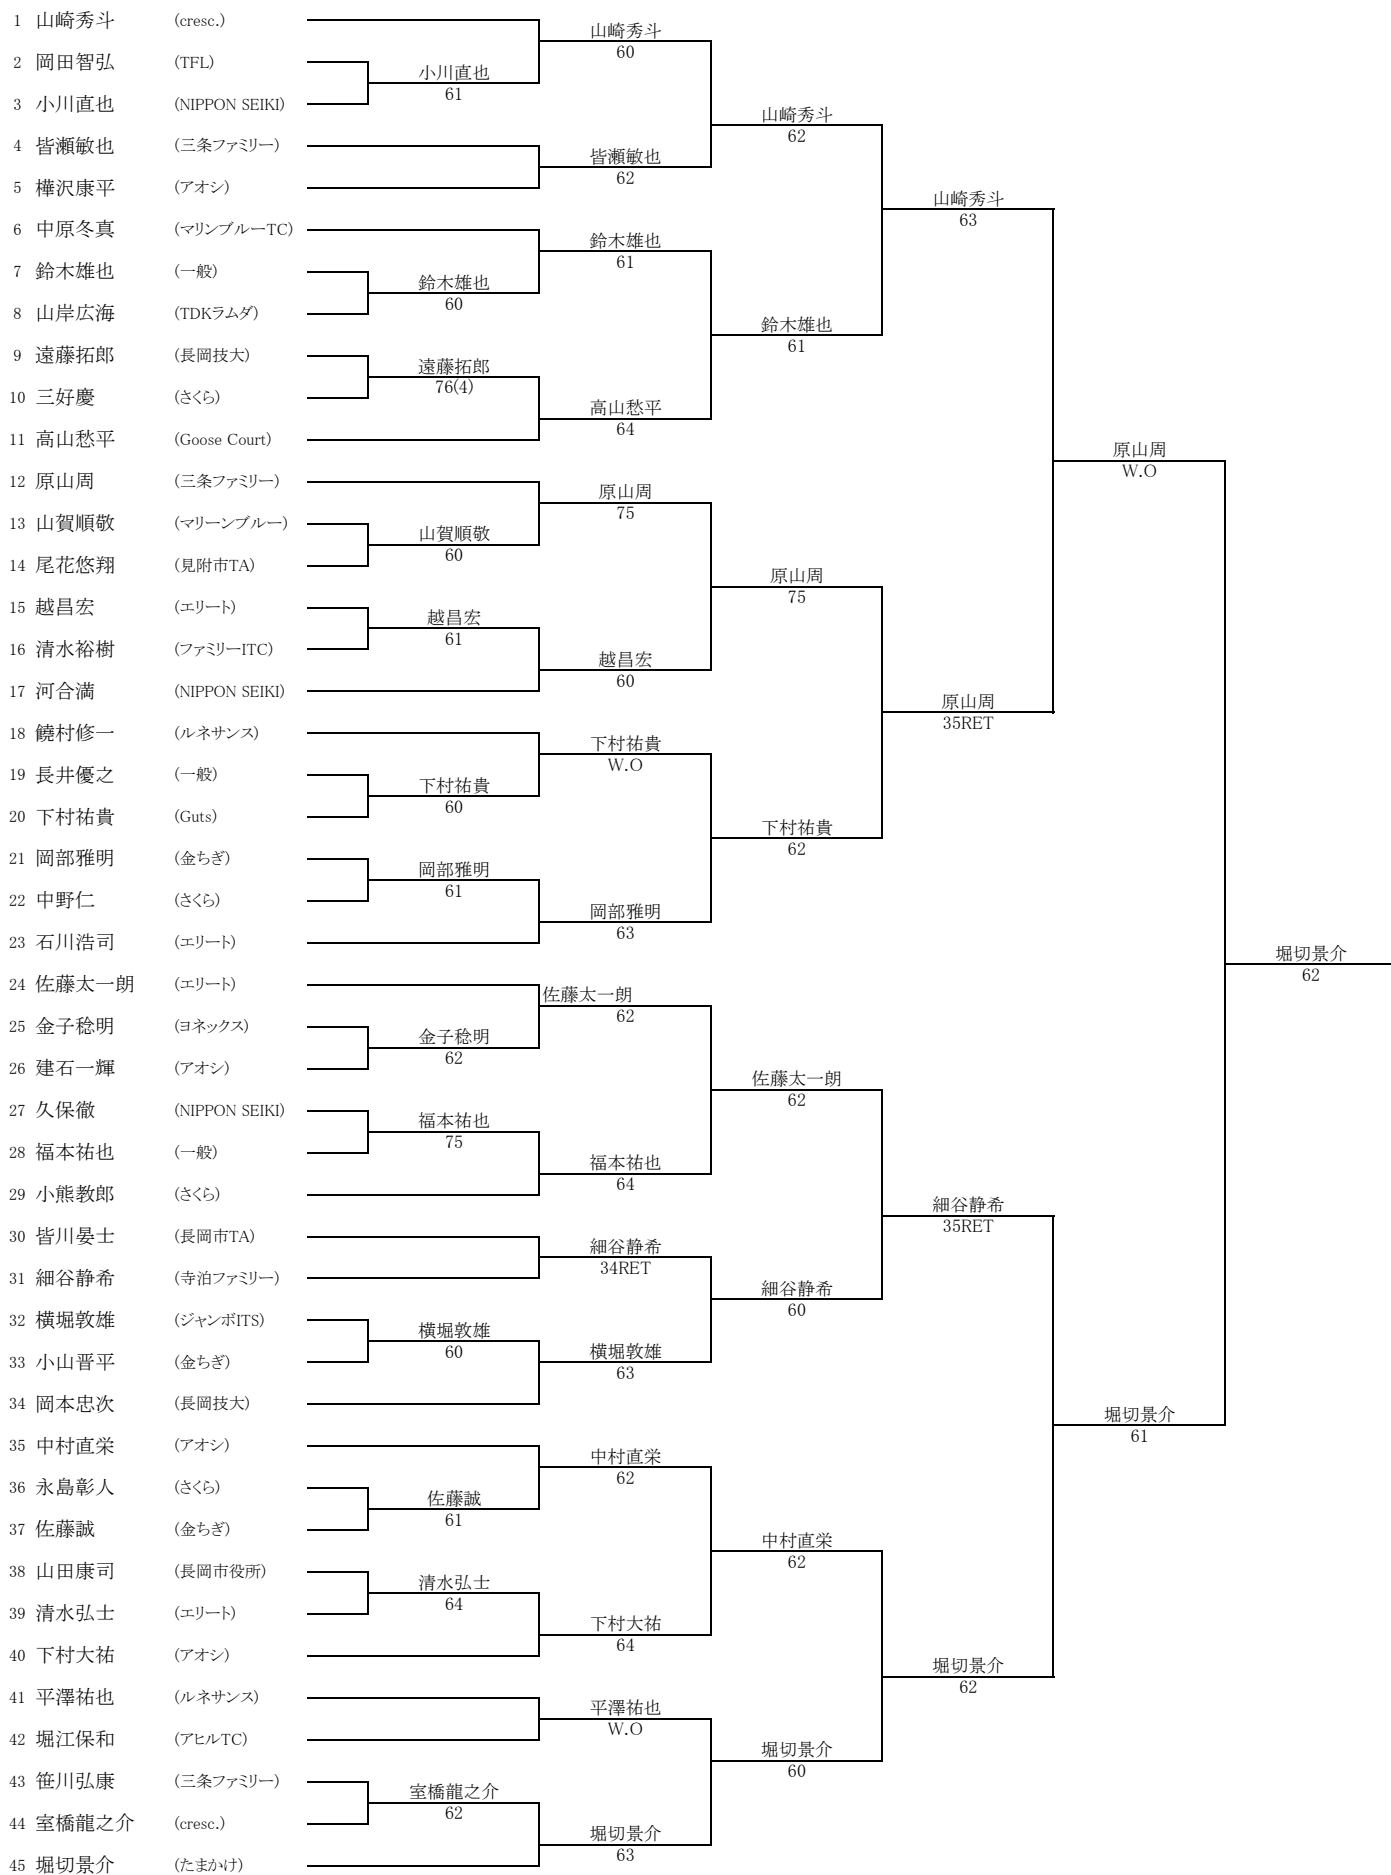 1 山崎秀斗 (cresc.)
2 岡田智弘 (TFL)
3 小川直也 (NIPPON SEIKI)
4 皆瀬敏也 (三条ファミリー)
5 樺沢康平 (アオシ)
6 中原冬真 (マリンブルーTC)
7 鈴木雄也 (一般)
8 山岸広海 (TDKラムダ)
9 遠藤拓郎 (長岡技大)
10 三好慶 (さくら)
11 高山愁平 (Goose Court)
12 原山周 (三条ファミリー)
13 山賀順敬 (マリーンブルー)
14 尾花悠翔 (見附市TA)
15 越昌宏 (エリート)
16 清水裕樹 (ファミリーITC)
17 河合満 (NIPPON SEIKI)
18 饒村修一 (ルネサンス)
19 長井優之 (一般)
20 下村祐貴 (Guts)
21 岡部雅明 (金ちぎ)
22 中野仁 (さくら)
23 石川浩司 (エリート)
24 佐藤太一朗 (エリート)
25 金子稔明 (ヨネックス)
26 建石一輝 (アオシ)
27 久保徹 (NIPPON SEIKI)
28 福本祐也 (一般)
29 小熊教郎 (さくら)
30 皆川晏士 (長岡市TA)
31 細谷静希 (寺泊ファミリー)
32 横堀敦雄 (ジャンボITS)
33 小山晋平 (金ちぎ)
34 岡本忠次 (長岡技大)
35 中村直栄 (アオシ)
36 永島彰人 (さくら)
37 佐藤誠 (金ちぎ)
38 山田康司 (長岡市役所)
39 清水弘士 (エリート)
40 下村大祐 (アオシ)
41 平澤祐也 (ルネサンス)
42 堀江保和 (アヒルTC)
43 笹川弘康 (三条ファミリー)
44 室橋龍之介 (cresc.)
45 堀切景介 (たまかけ)
小川直也
61
鈴木雄也
60
遠藤拓郎
76(4)
山賀順敬
60
越昌宏
61
下村祐貴
60
岡部雅明
61
金子稔明
62
福本祐也
75
横堀敦雄
60
佐藤誠
61
清水弘士
64
室橋龍之介
62
山崎秀斗
60
皆瀬敏也
62
鈴木雄也
61
高山愁平
64
原山周
75
越昌宏
60
下村祐貴
W.O
岡部雅明
63
佐藤太一朗
62
福本祐也
64
細谷静希
34RET
横堀敦雄
63
中村直栄
62
下村大祐
64
平澤祐也
W.O
堀切景介
63
山崎秀斗
62
鈴木雄也
61
原山周
75
下村祐貴
62
佐藤太一朗
62
細谷静希
60
中村直栄
62
堀切景介
60
山崎秀斗
63
原山周
35RET
細谷静希
35RET
堀切景介
62
原山周
W.O
堀切景介
61
堀切景介
62